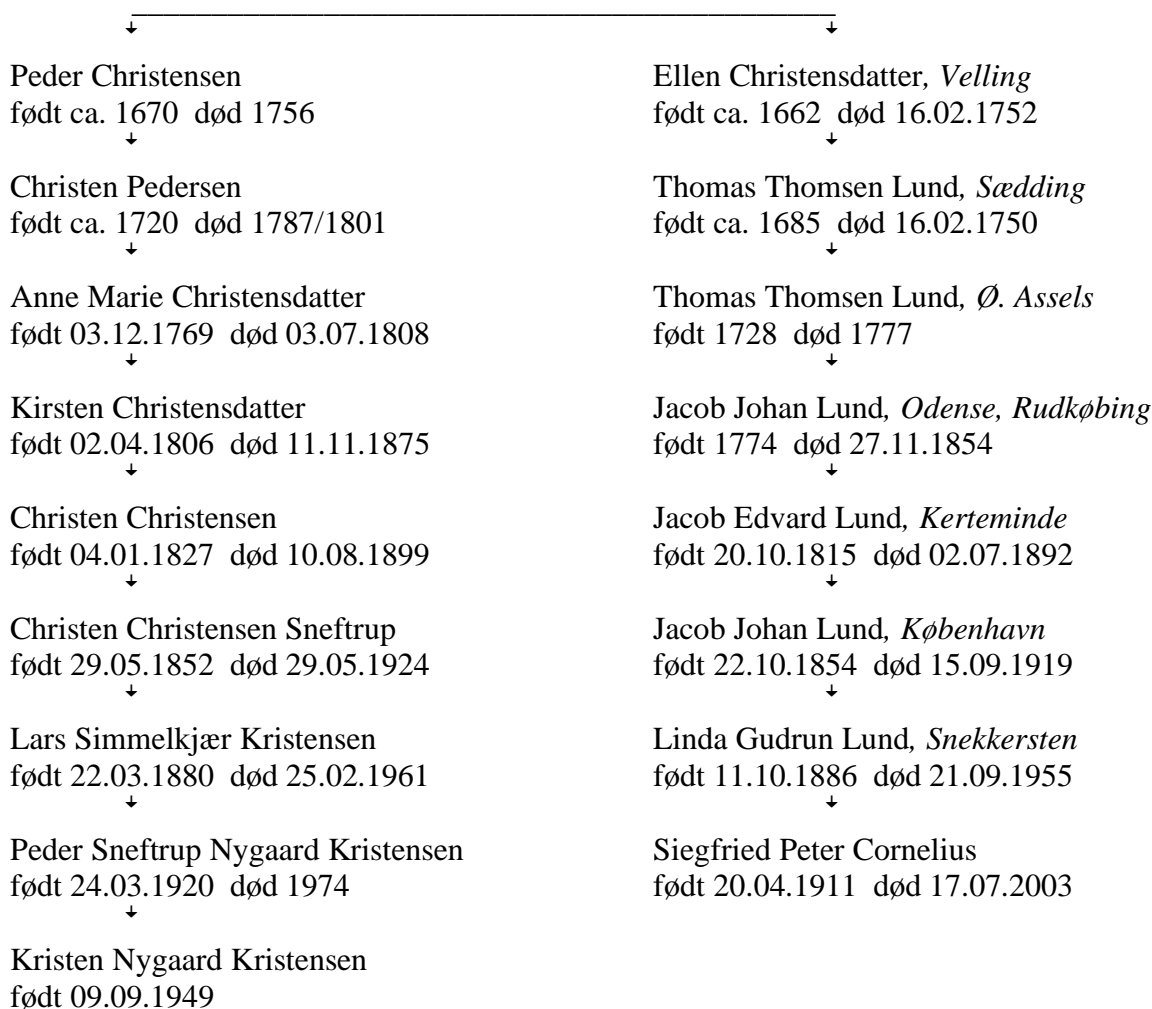 Peder Christensen
født ca. 1670 død 1756
Christen Pedersen
født ca. 1720 død 1787/1801
Anne Marie Christensdatter
født 03.12.1769 død 03.07.1808
Kirsten Christensdatter
født 02.04.1806 død 11.11.1875
Christen Christensen
født 04.01.1827 død 10.08.1899
Christen Christensen Sneftrup
født 29.05.1852 død 29.05.1924
Lars Simmelkjær Kristensen
født 22.03.1880 død 25.02.1961
Peder Sneftrup Nygaard Kristensen
født 24.03.1920 død 1974
Kristen Nygaard Kristensen
født 09.09.1949
Ellen Christensdatter, Velling
født ca. 1662 død 16.02.1752
Thomas Thomsen Lund, Sædding
født ca. 1685 død 16.02.1750
Thomas Thomsen Lund, Ø. Assels
født 1728 død 1777
Jacob Johan Lund, Odense, Rudkøbing
født 1774 død 27.11.1854
Jacob Edvard Lund, Kerteminde
født 20.10.1815 død 02.07.1892
Jacob Johan Lund, København
født 22.10.1854 død 15.09.1919
Linda Gudrun Lund, Snekkersten
født 11.10.1886 død 21.09.1955
Siegfried Peter Cornelius
født 20.04.1911 død 17.07.2003